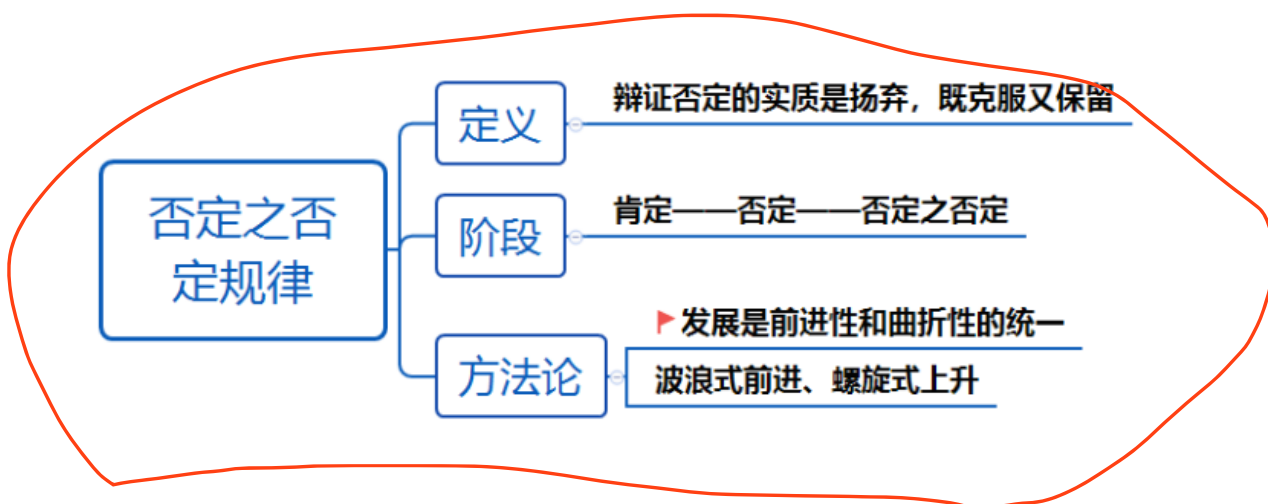 否定之否
定规律
定义
辩证否定的实质是扬弃，既克服又保留
阶段
肯定——否定——否定之否定
方法论
发展是前进性和曲折性的统一
波浪式前进、螺旋式上升